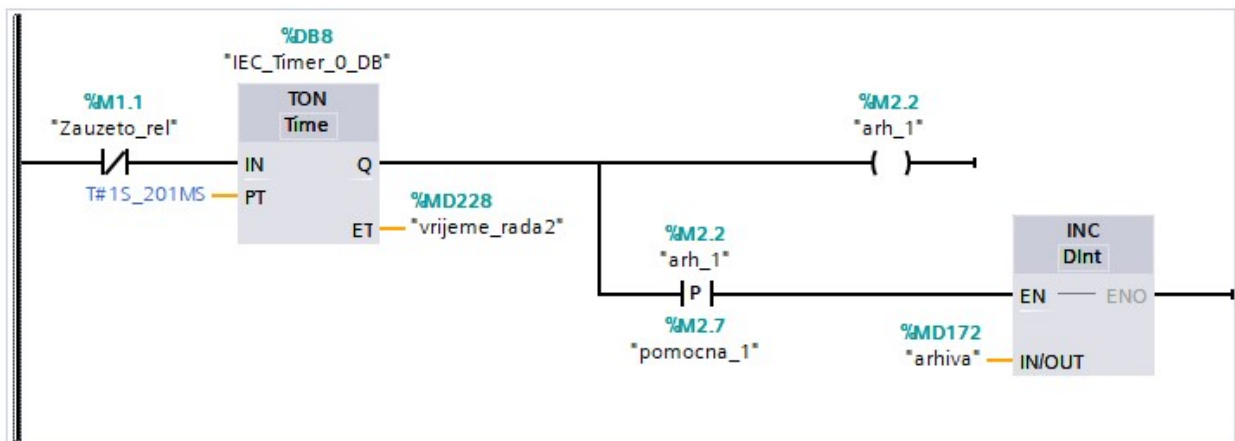 %DB8
"IEC_Timer_0_DB"
%M1.1
"Zauzeto_rel"
TON
Time
IN
Q
T#1S_201MS
PT
ET
%MD228
"vrijeme_rada2"
%M2.2
"arh_1"
%M2.2
"arh_1"
P
%M2.7
"pomocna_1"
INC
DInt
EN
ENO
%MD172
"arhiva"
IN/OUT